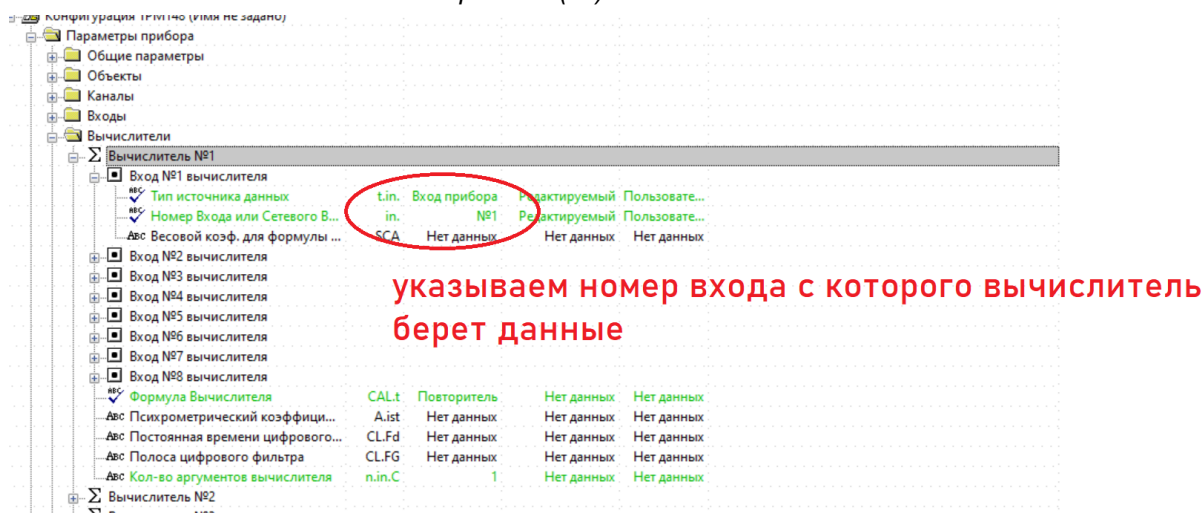 Конфигурация ТРМ148 (Имя не задано)
Параметры прибора
Общие параметры
Объекты
Каналы
Входы
Вычислители
Вычислитель №1
Вход №1 вычислителя
Тип источника данных t.in. Вход прибора Редактируемый Пользовате...
Номер Входа или Сетевого В... in. №1 Редактируемый Пользовате...
Весовой коэф. для формулы ... SCA Нет данных Нет данных Нет данных
Вход №2 вычислителя
Вход №3 вычислителя
Вход №4 вычислителя
Вход №5 вычислителя
Вход №6 вычислителя
Вход №7 вычислителя
Вход №8 вычислителя
указываем номер входа с которого вычислитель
берет данные
Формула Вычислителя CAL.t Повторитель Нет данных Нет данных
Психрометрический коэффици... A.ist Нет данных Нет данных Нет данных
Постоянная времени цифрового... CL.Fd Нет данных Нет данных Нет данных
Полоса цифрового фильтра CL.FG Нет данных Нет данных Нет данных
Кол-во аргументов вычислителя n.in.C 1 Нет данных Нет данных
Вычислитель №2